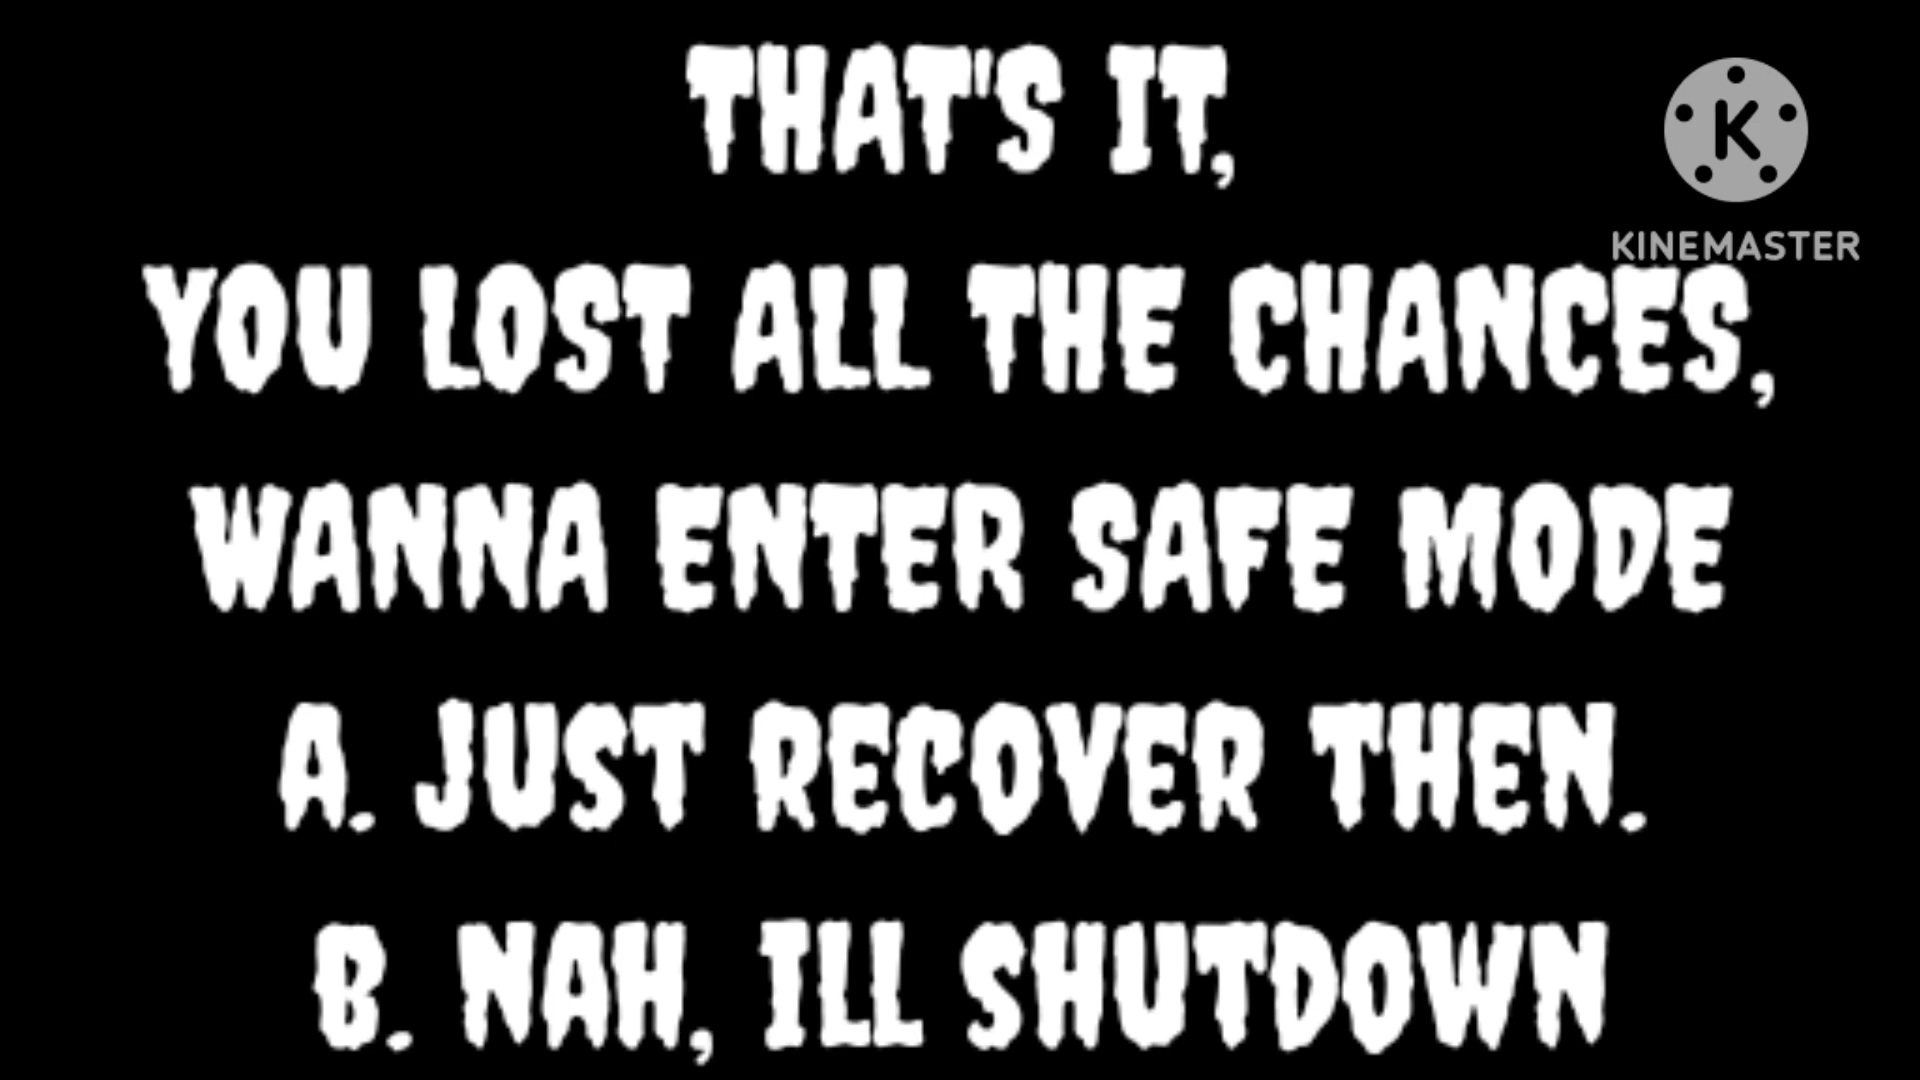 THAT'S IT,
K
KINEMASTER
YOU LOST ALL THE CHANCES,
WANNA ENTER SAFE MODE
A. JUST RECOVER THEN.
B. NAH, ILL SHUTDOWN